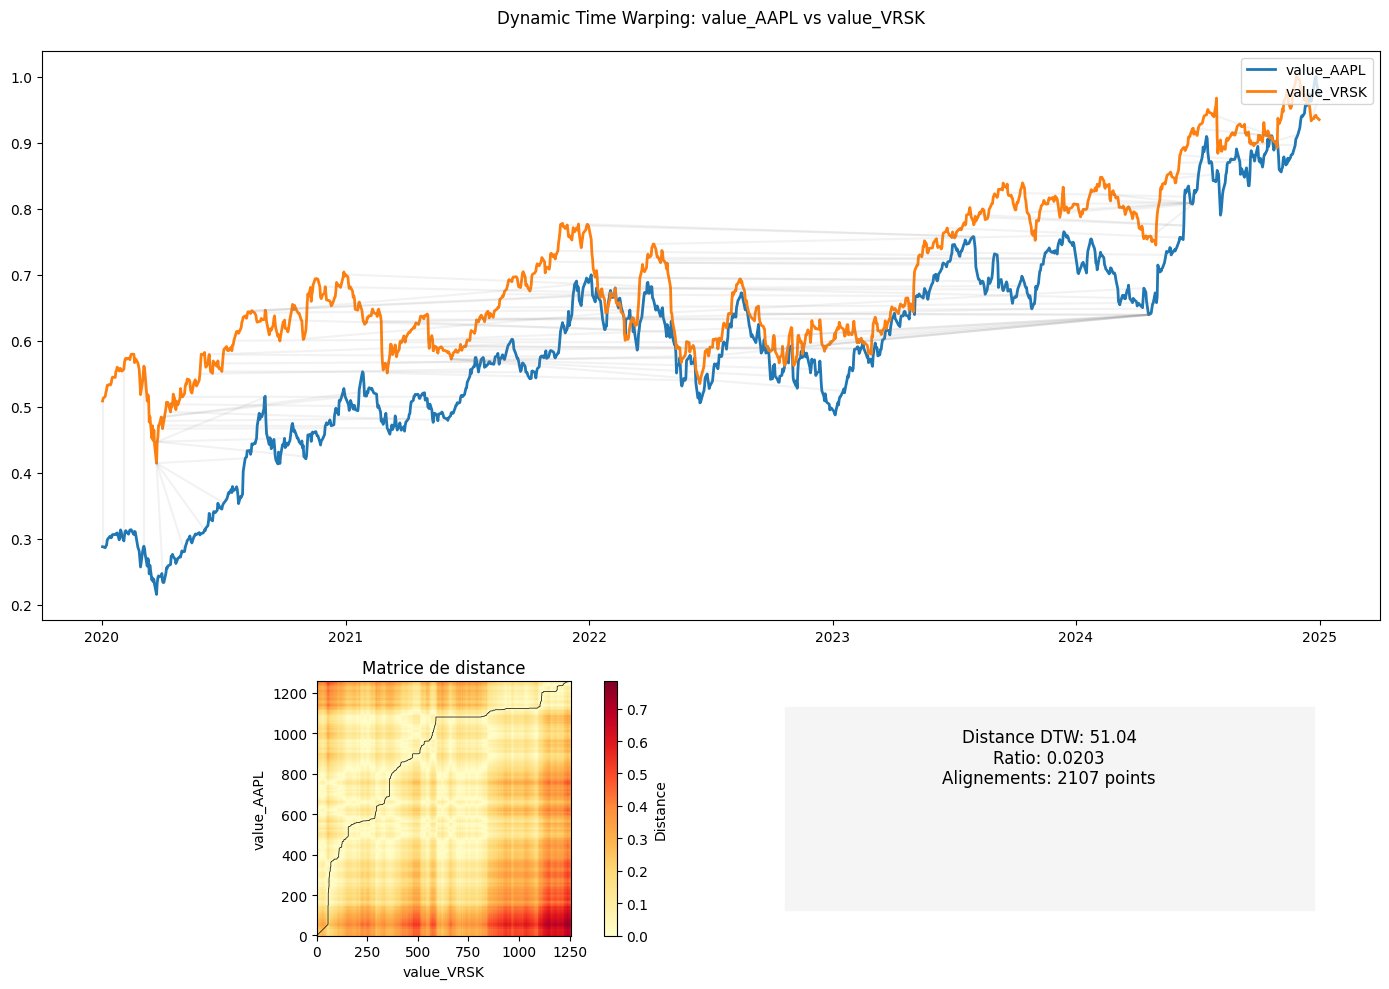 Dynamic Time Warping: value_AAPL vs value_VRSK
value_AAPL
value_VRSK
1.0
0.9
0.8
0.7
0.6
0.5
0.4
0.3
0.2
2020 2021 2022 2023 2024 2025
Matrice de distance
value_AAPL
1200
1000
800
600
400
200
0
0 250 500 750 1000 1250
value_VRSK
0.7
0.6
0.5
0.4
0.3
0.2
0.1
0.0
Distance
Distance DTW: 51.04
Ratio: 0.0203
Alignements: 2107 points